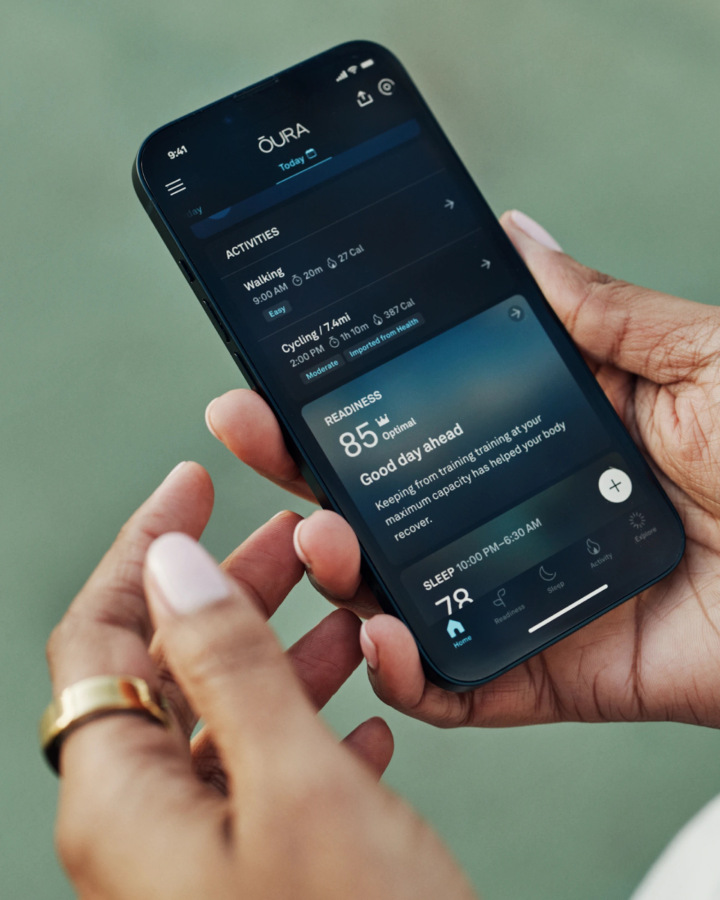 9:41
ŌURA
day
Today
ACTIVITIES
Walking
9:00 AM 20m 27 Cal
Easy
Cycling / 7.4mi
2:00 PM 1h 10m 387 Cal
Moderate Imported from Health
READINESS
85 Optimal
Good day ahead
Keeping from training training at your
maximum capacity has helped your body
recover.
SLEEP 10:00 PM–6:30 AM
78
Home Readiness Sleep Activity Explore